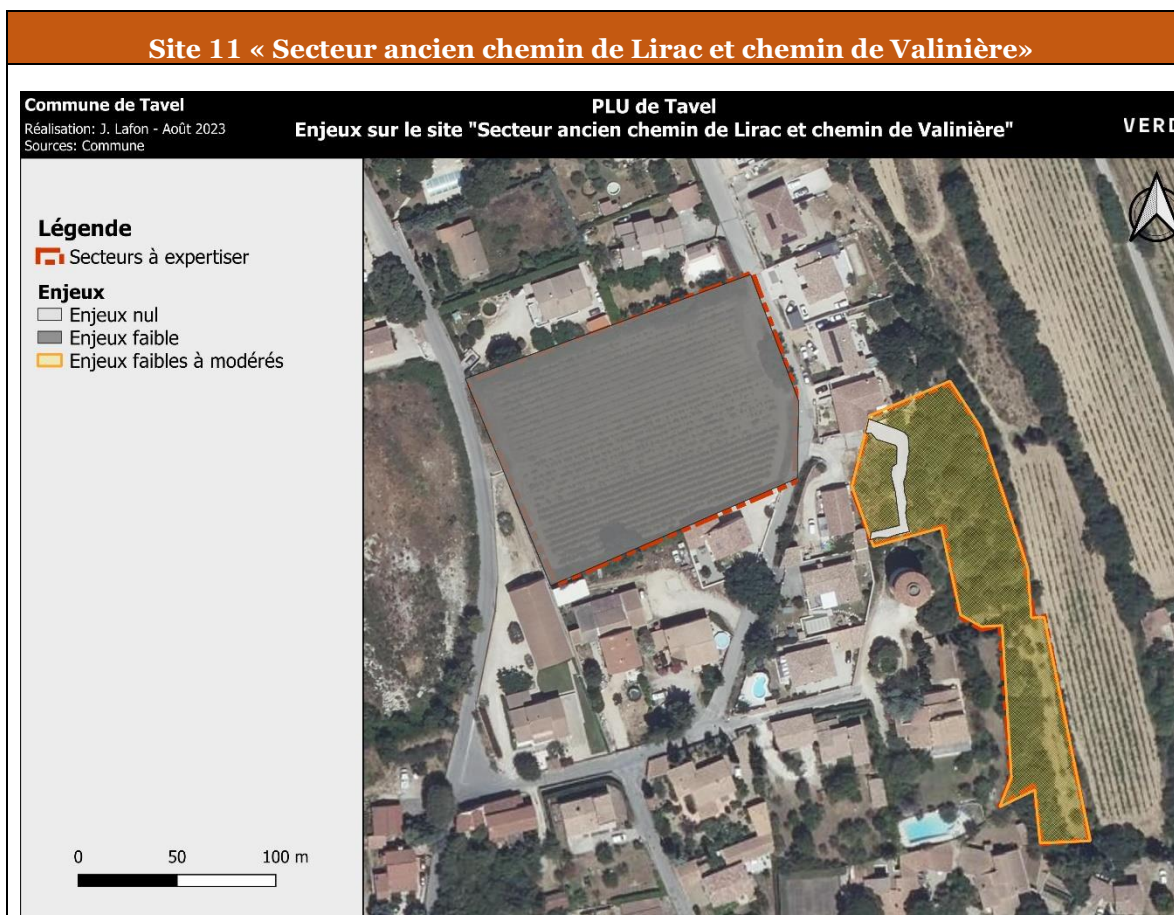 Site 11 « Secteur ancien chemin de Lirac et chemin de Valinière»
Commune de Tavel
Réalisation: J. Lafon - Août 2023
Sources: Commune
PLU de Tavel
Enjeux sur le site "Secteur ancien chemin de Lirac et chemin de Valinière"
Légende
Secteurs à expertiser
Enjeux
Enjeux nul
Enjeux faible
Enjeux faibles à modérés
0 50 100 m